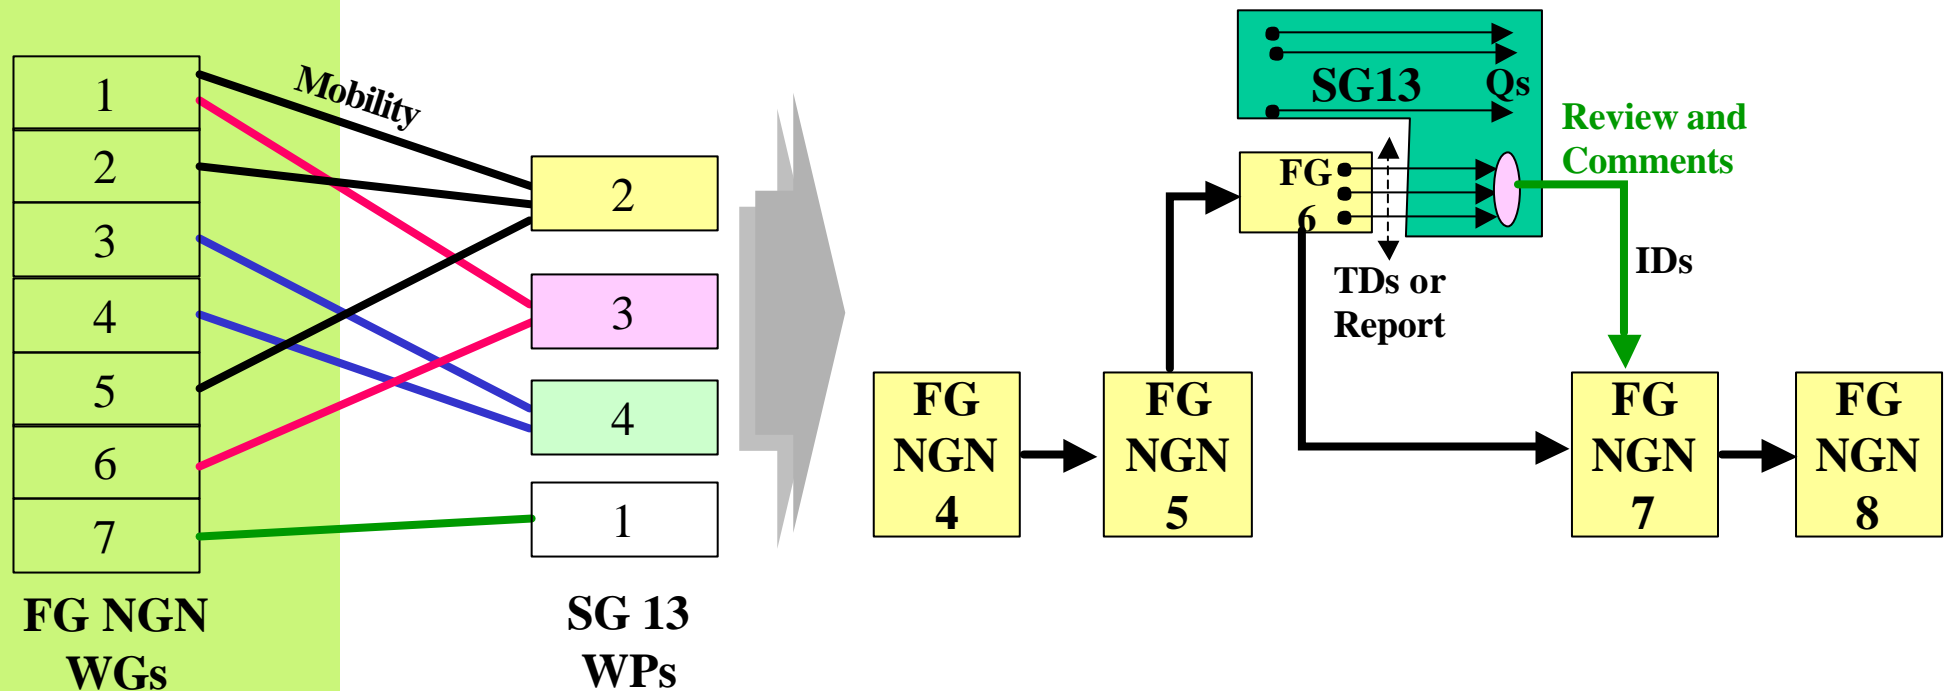 1
2
3
4
5
6
7
FG NGN
WGs
Mobility
2
3
4
1
SG 13
WPs
SG13
Qs
FG
6
TDs or
Report
Review and
Comments
IDs
FG
NGN
4
FG
NGN
5
FG
NGN
7
FG
NGN
8